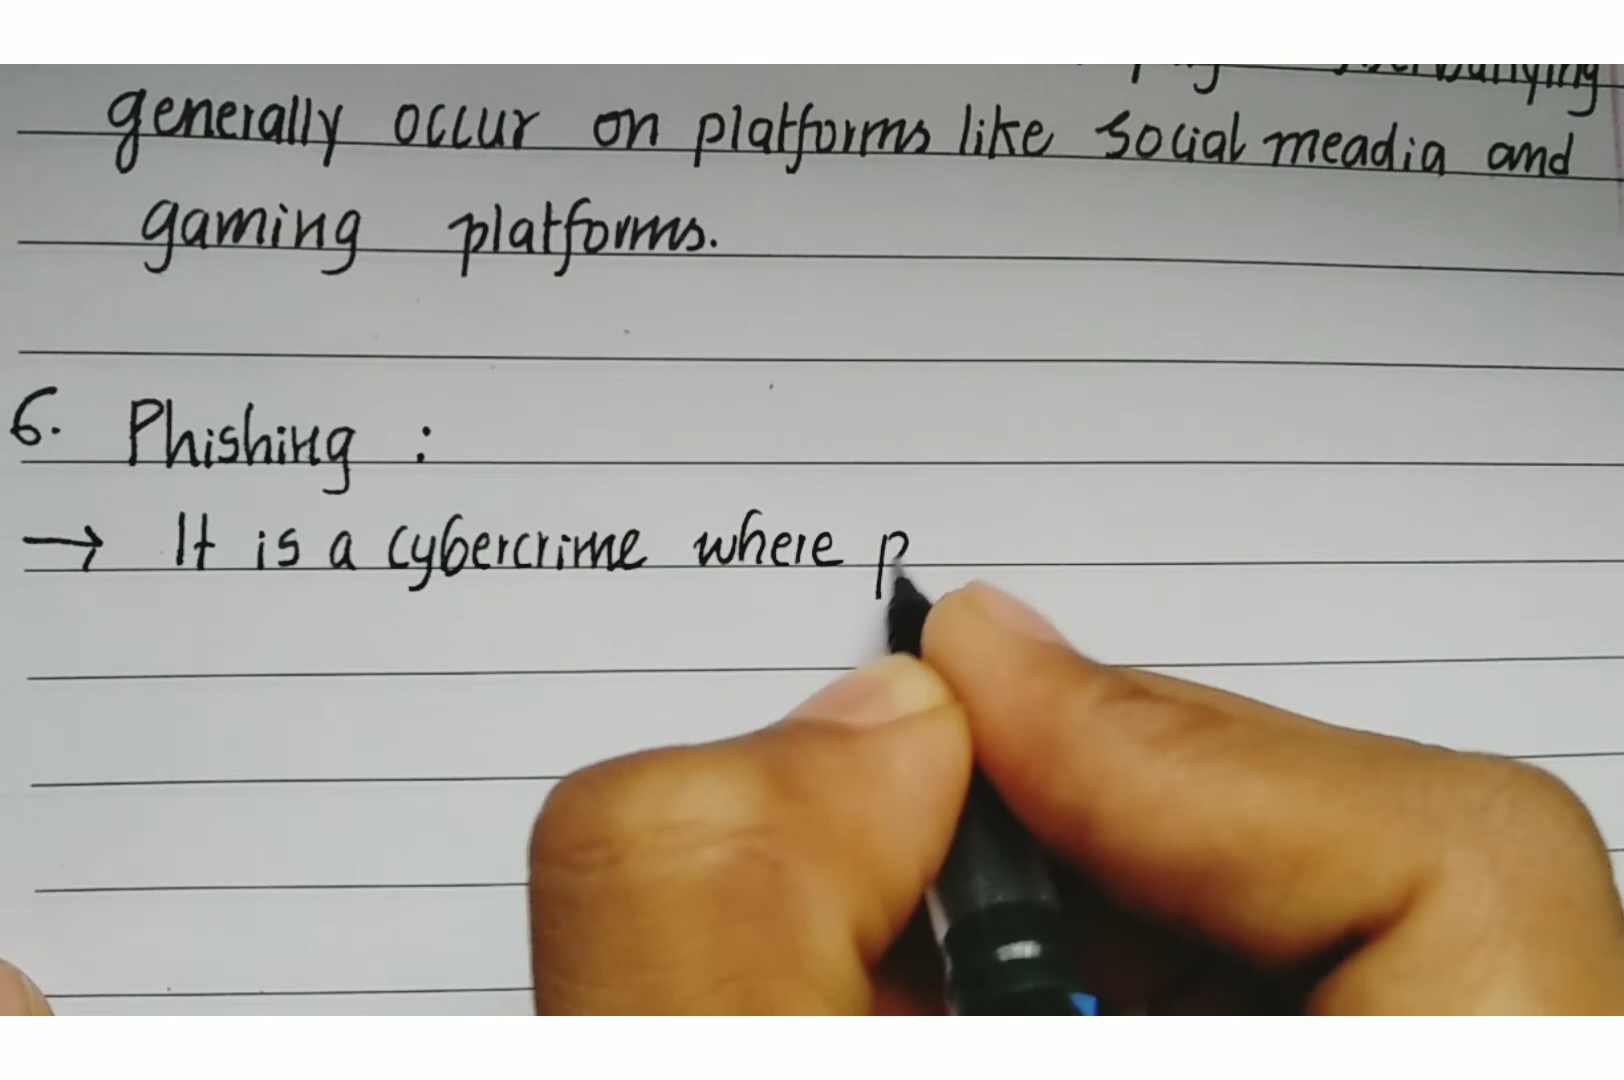 generally occur on platforms like social meadia and
gaming platforms.
6. Phishing :
→ It is a cybercrime where p